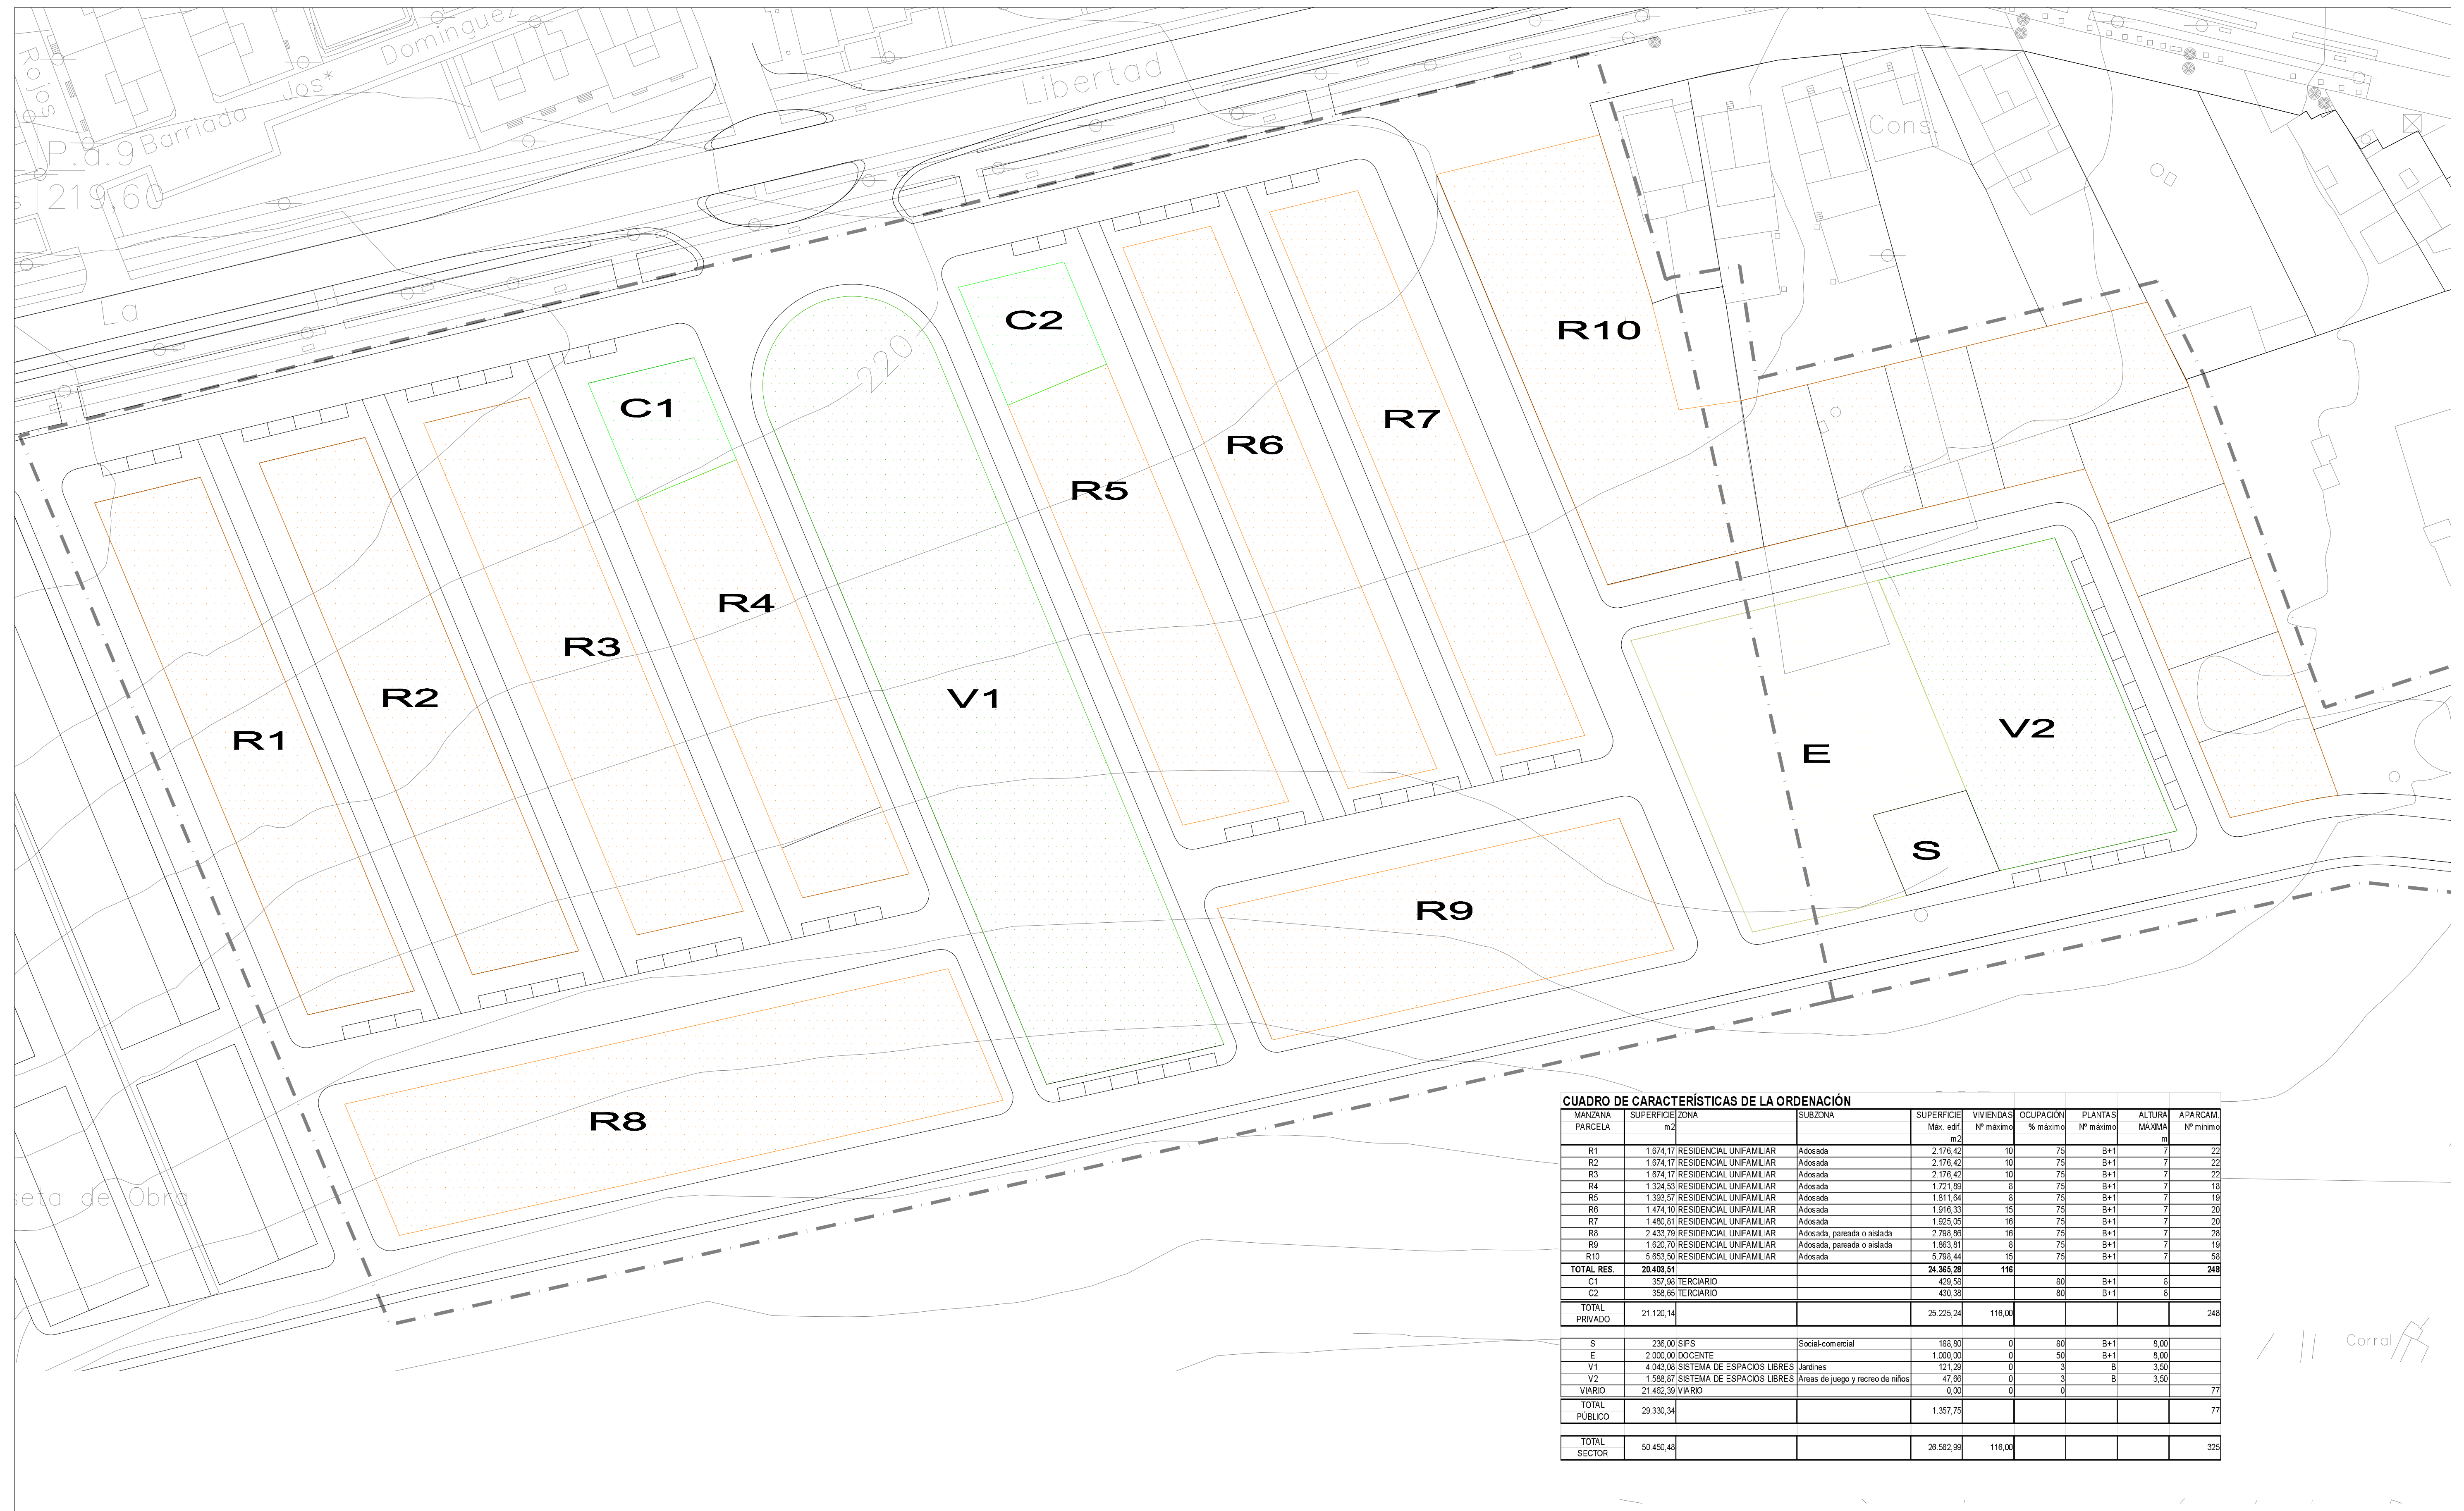 Rojas
Barriada Jos* Dominguez
P.a.9
219,60
La
Libertad
Cons.
220
C2
R10
C1
R7
R6
R5
R4
R3
R2
V1
R1
V2
E
S
R9
R8
seta de Obra
Corral
CUADRO DE CARACTERÍSTICAS DE LA ORDENACIÓN
MANZANA SUPERFICIE ZONA SUBZONA SUPERFICIE VIVIENDAS OCUPACIÓN PLANTAS ALTURA APARCAM.
PARCELA m2 Máx. edif. Nº máximo % máximo Nº máximo MÁXIMA Nº mínimo
m2 m
R1 1.674,17 RESIDENCIAL UNIFAMILIAR Adosada 2.176,42 10 75 B+1 7 22
R2 1.674,17 RESIDENCIAL UNIFAMILIAR Adosada 2.176,42 10 75 B+1 7 22
R3 1.674,17 RESIDENCIAL UNIFAMILIAR Adosada 2.176,42 10 75 B+1 7 22
R4 1.324,53 RESIDENCIAL UNIFAMILIAR Adosada 1.721,89 8 75 B+1 7 18
R5 1.393,57 RESIDENCIAL UNIFAMILIAR Adosada 1.811,64 8 75 B+1 7 19
R6 1.474,10 RESIDENCIAL UNIFAMILIAR Adosada 1.916,33 15 75 B+1 7 20
R7 1.480,81 RESIDENCIAL UNIFAMILIAR Adosada 1.925,05 16 75 B+1 7 20
R8 2.433,79 RESIDENCIAL UNIFAMILIAR Adosada, pareada o aislada 2.798,86 16 75 B+1 7 28
R9 1.620,70 RESIDENCIAL UNIFAMILIAR Adosada, pareada o aislada 1.863,81 8 75 B+1 7 19
R10 5.653,50 RESIDENCIAL UNIFAMILIAR Adosada 5.798,44 15 75 B+1 7 58
TOTAL RES. 20.403,51 24.365,28 116 248
C1 357,98 TERCIARIO 429,58 80 B+1 8
C2 358,65 TERCIARIO 430,38 80 B+1 8
TOTAL PRIVADO 21.120,14 25.225,24 116,00 248
S 236,00 SIPS Social-comercial 188,80 0 80 B+1 8,00
E 2.000,00 DOCENTE 1.000,00 0 50 B+1 8,00
V1 4.043,08 SISTEMA DE ESPACIOS LIBRES Jardines 121,29 0 3 B 3,50
V2 1.588,87 SISTEMA DE ESPACIOS LIBRES Areas de juego y recreo de niños 47,66 0 3 B 3,50
VIARIO 21.462,39 VIARIO 0,00 0 0 77
TOTAL PÚBLICO 29.330,34 1.357,75 77
TOTAL SECTOR 50.450,48 26.582,99 116,00 325